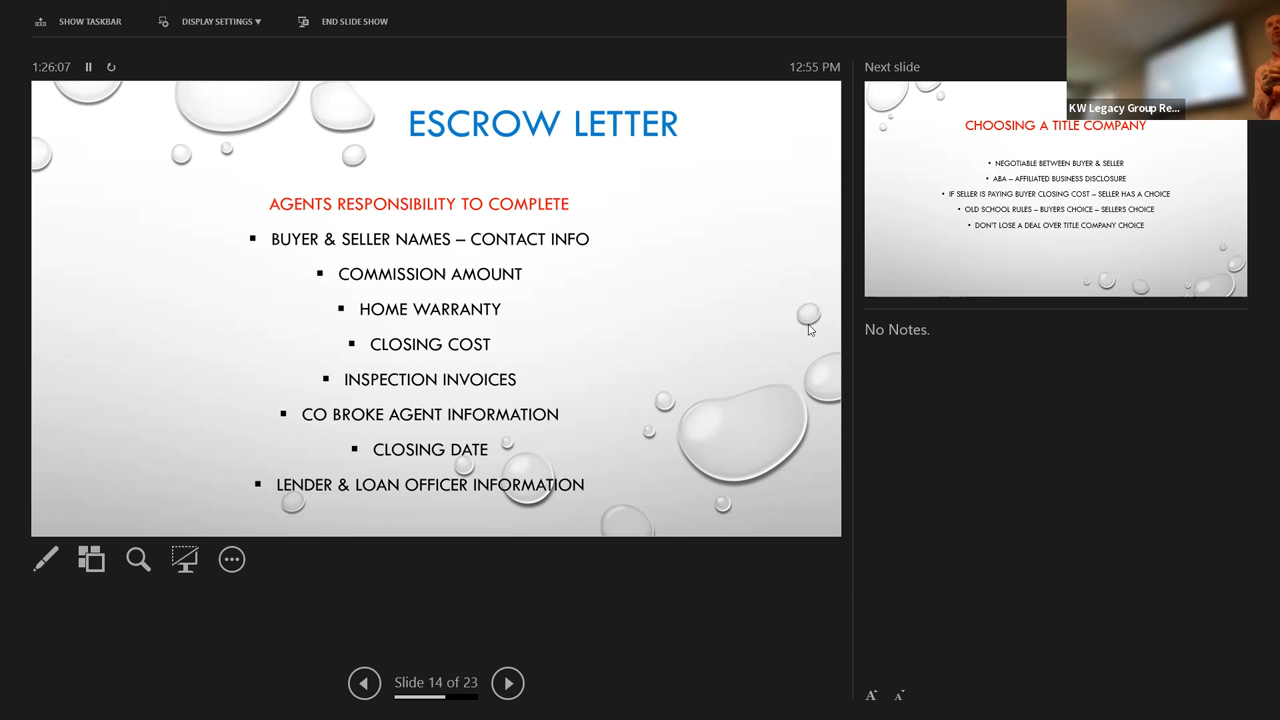 SHOW TASKBAR
DISPLAY SETTINGS ▼
END SLIDE SHOW
1:26:07
12:55 PM
ESCROW LETTER
AGENTS RESPONSIBILITY TO COMPLETE
▪ BUYER & SELLER NAMES – CONTACT INFO
▪ COMMISSION AMOUNT
▪ HOME WARRANTY
▪ CLOSING COST
▪ INSPECTION INVOICES
▪ CO BROKE AGENT INFORMATION
▪ CLOSING DATE
▪ LENDER & LOAN OFFICER INFORMATION
Slide 14 of 23
Next slide
KW Legacy Group Re...
CHOOSING A TITLE COMPANY
• NEGOTIABLE BETWEEN BUYER & SELLER
• ABA – AFFILIATED BUSINESS DISCLOSURE
• IF SELLER IS PAYING BUYER CLOSING COST – SELLER HAS A CHOICE
• OLD SCHOOL RULES – BUYERS CHOICE – SELLERS CHOICE
• DON'T LOSE A DEAL OVER TITLE COMPANY CHOICE
No Notes.
A A